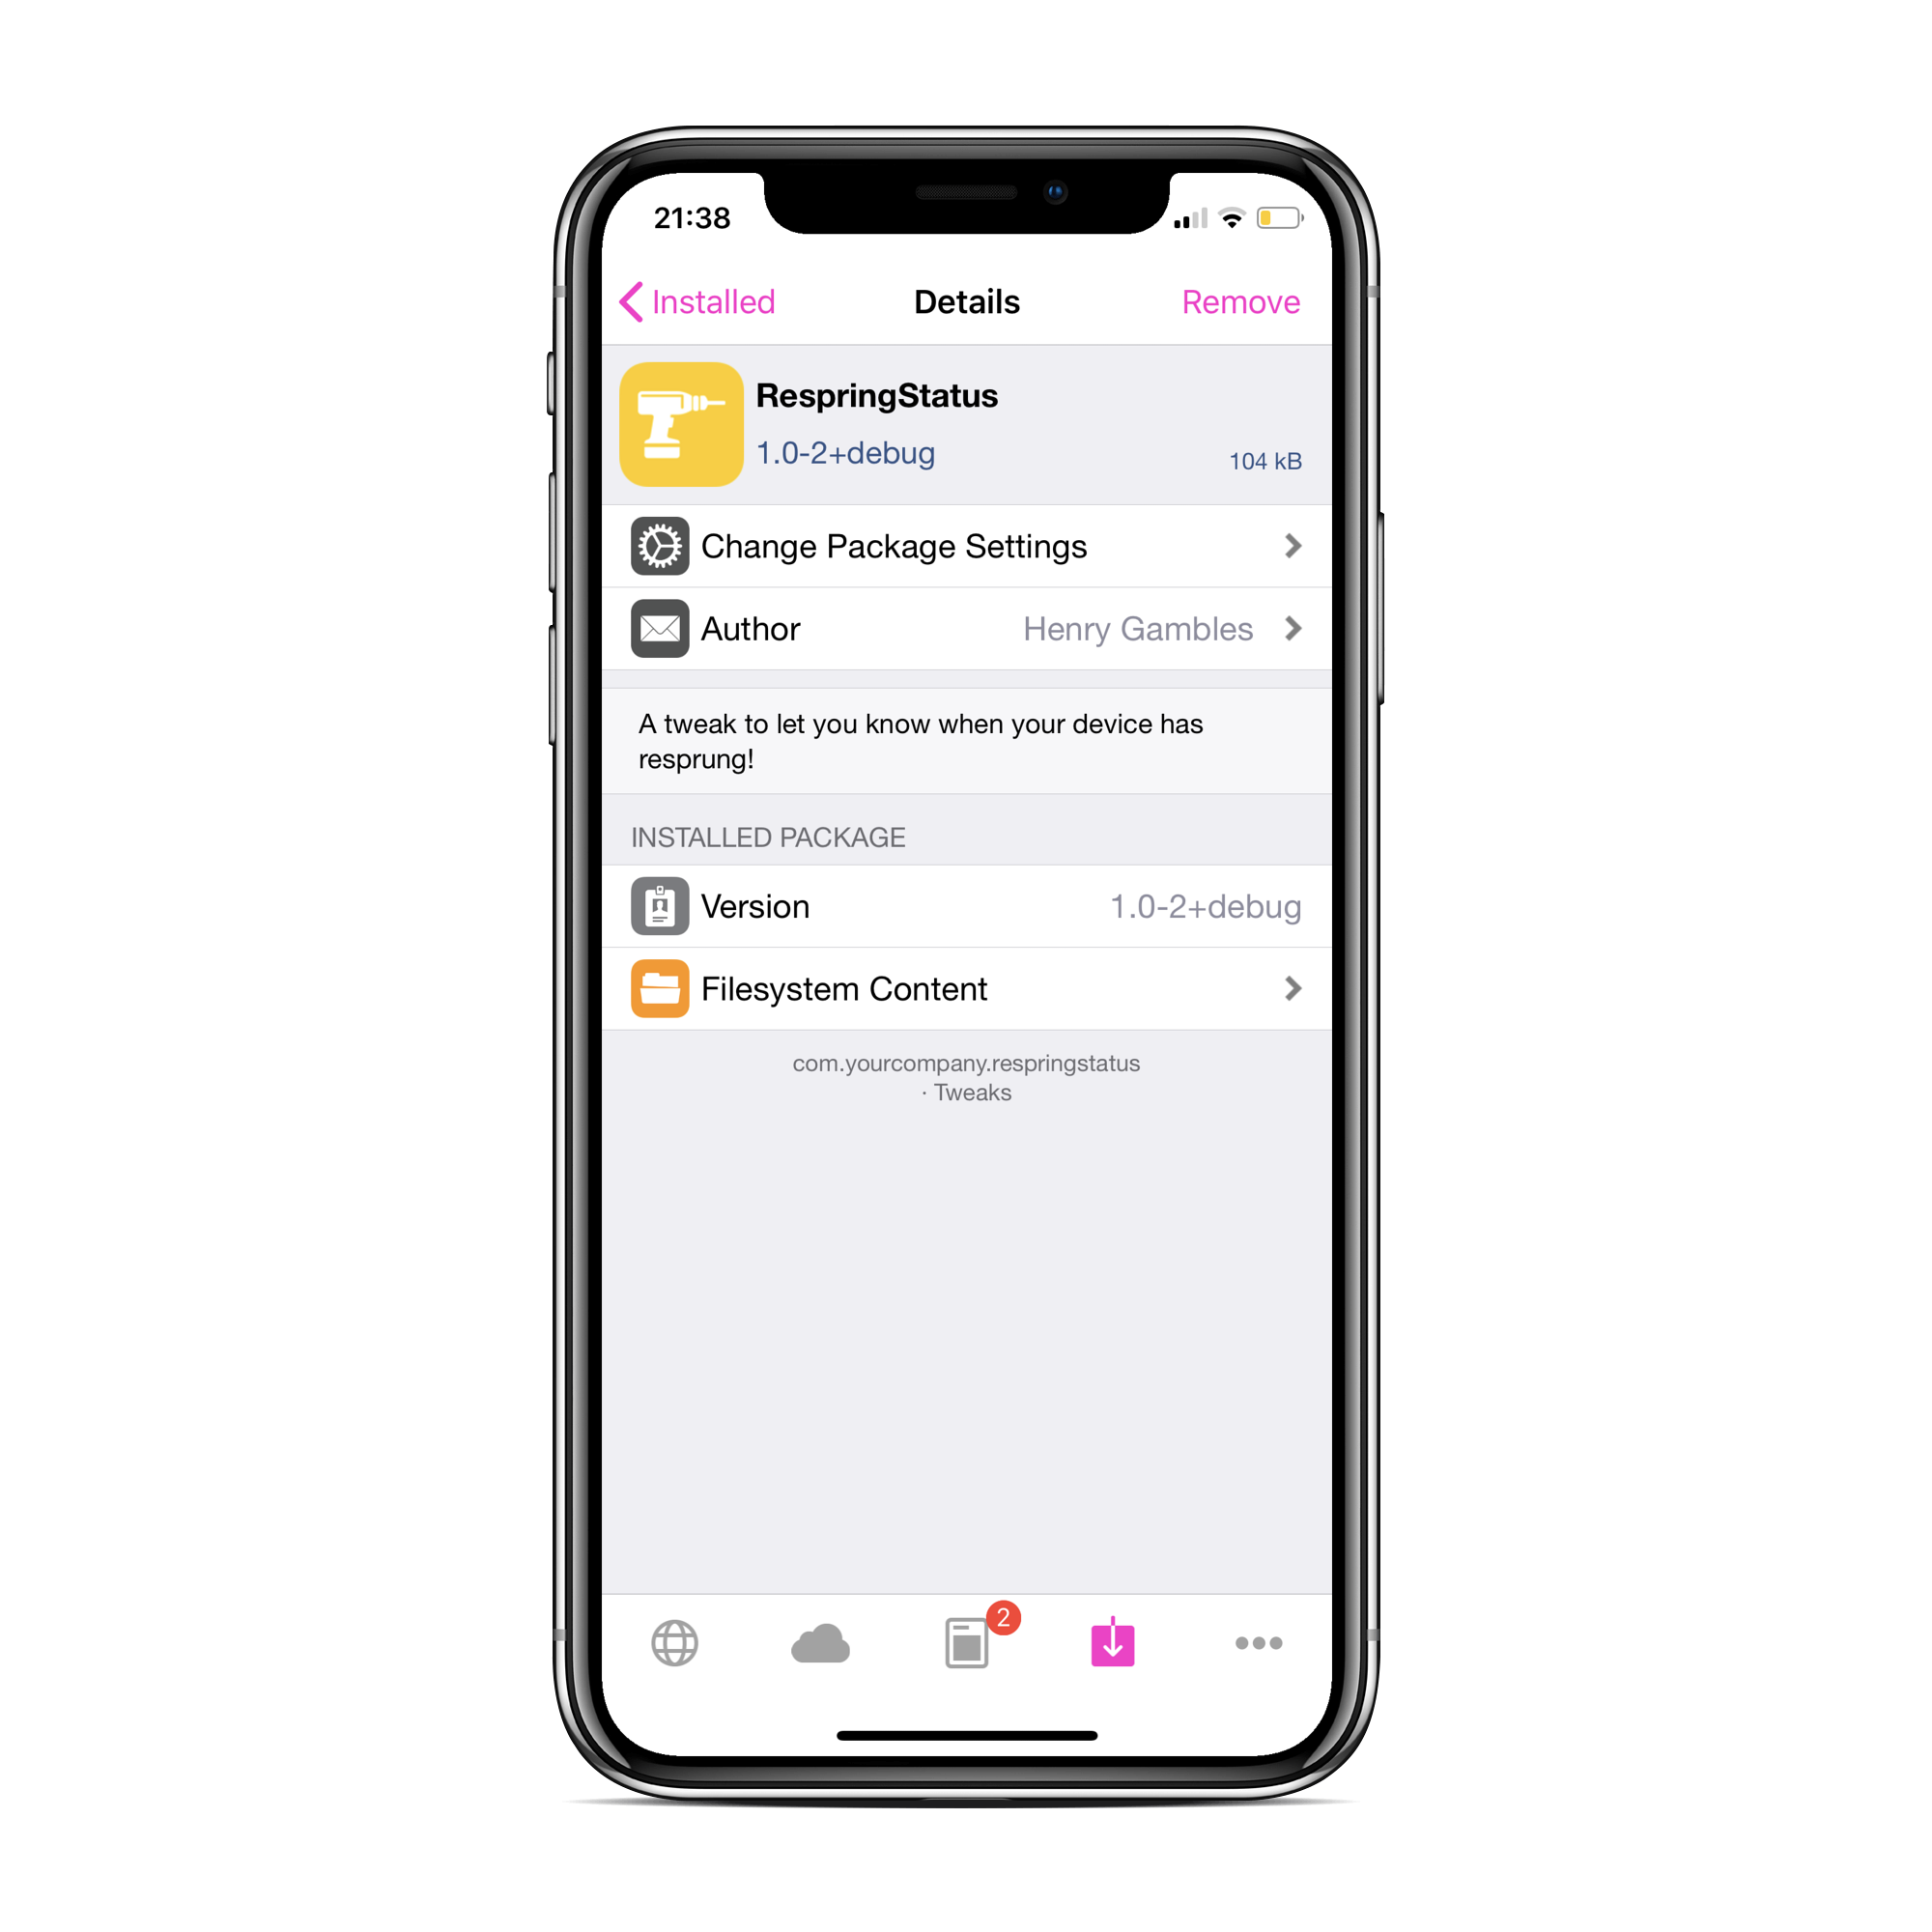 21:38
Installed
Details
Remove
RespringStatus
1.0-2+debug
104 kB
Change Package Settings
Author
Henry Gambles
A tweak to let you know when your device has
resprung!
INSTALLED PACKAGE
Version
1.0-2+debug
Filesystem Content
com.yourcompany.respringstatus
· Tweaks
2